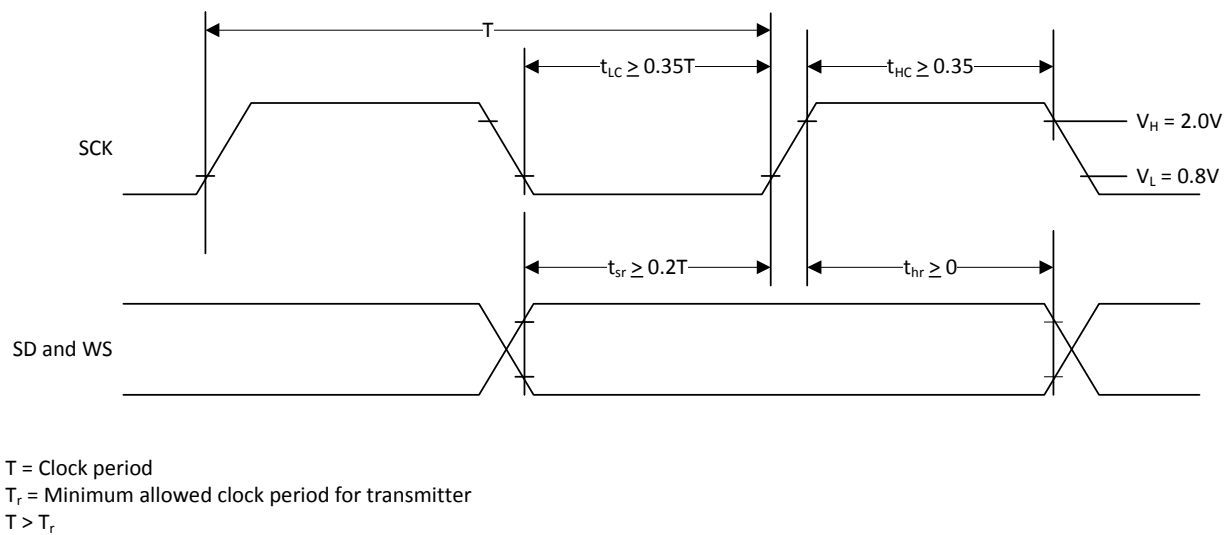 T
t_LC ≥ 0.35T
t_HC ≥ 0.35
SCK
V_H = 2.0V
V_L = 0.8V
t_sr ≥ 0.2T
t_hr ≥ 0
SD and WS
T = Clock period
T_r = Minimum allowed clock period for transmitter
T > T_r